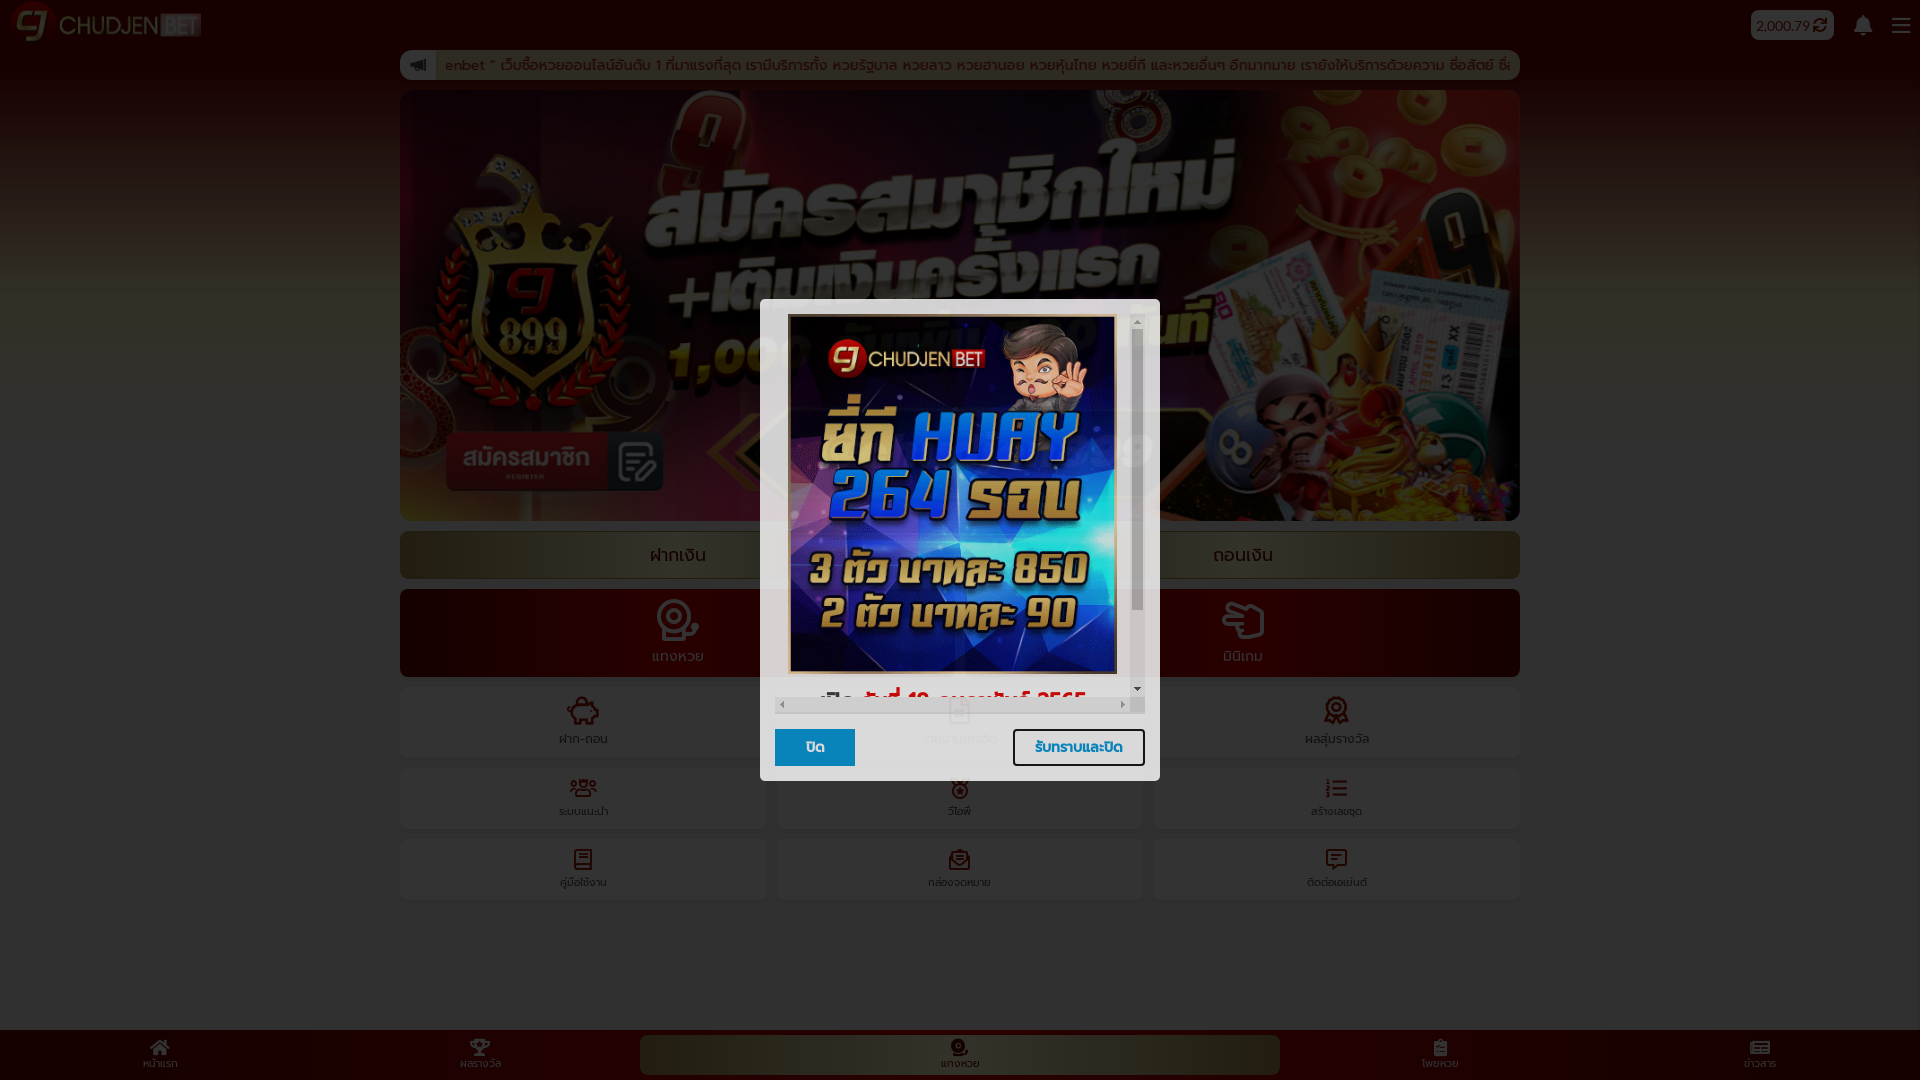 CJ CHUDJEN BET
2,000.79
enbet " เว็บซื้อหวยออนไลน์อันดับ 1 ที่มาแรงที่สุด เรามีบริการทั้ง หวยรัฐบาล หวยลาว หวยฮานอย หวยหุ้นไทย หวยยี่กี และหวยอื่นๆ อีกมากมาย เรายังให้บริการด้วยความ ซื่อสัตย์
สมัครสมาชิกใหม่
+เติมเงินครั้งแรก
1,0
CJ
899
สมัครสมาชิก
REGISTER
CJ CHUDJEN BET
ยี่กี HUAY
264 รอบ
3 ตัว บาทละ 850
2 ตัว บาทละ 90
ปิด
รับทราบและปิด
ฝากเงิน
ถอนเงิน
แทงหวย
มินิเกม
ฝาก-ถอน
ผลสุ่มรางวัล
ระบบแนะนำ
วีไอพี
สร้างเลขชุด
คู่มือใช้งาน
กล่องจดหมาย
ติดต่อเอเย่นต์
หน้าแรก
ผลรางวัล
แทงหวย
โพยหวย
ข่าวสาร